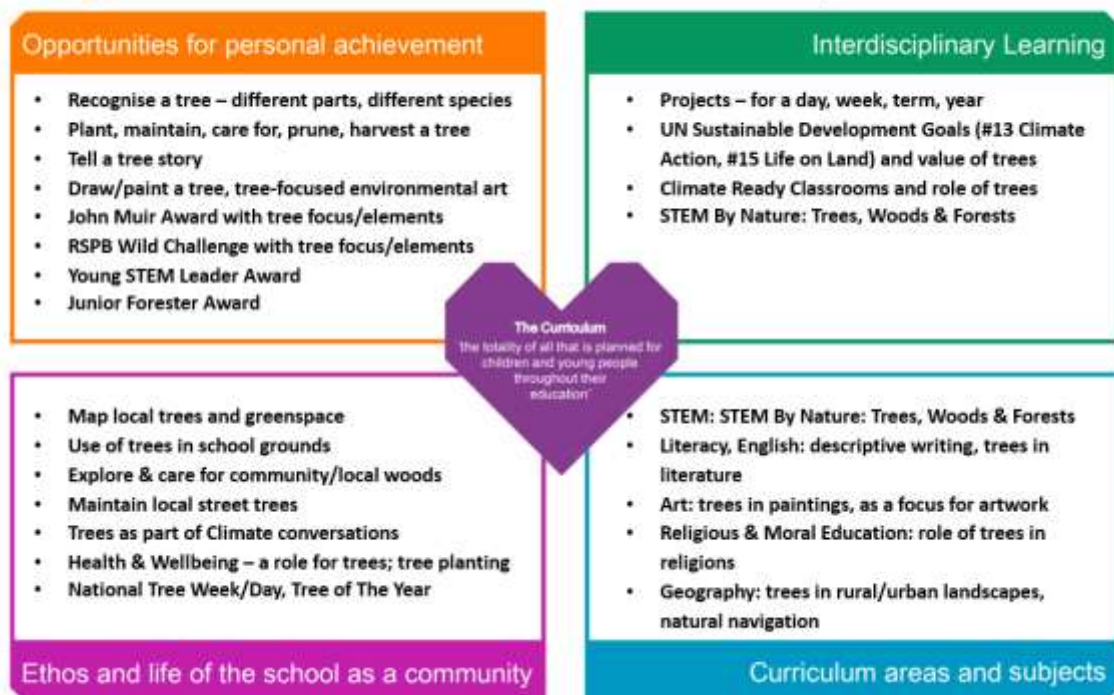 Opportunities for personal achievement
• Recognise a tree – different parts, different species
• Plant, maintain, care for, prune, harvest a tree
• Tell a tree story
• Draw/paint a tree, tree-focused environmental art
• John Muir Award with tree focus/elements
• RSPB Wild Challenge with tree focus/elements
• Young STEM Leader Award
• Junior Forester Award
Interdisciplinary Learning
• Projects – for a day, week, term, year
• UN Sustainable Development Goals (#13 Climate
Action, #15 Life on Land) and value of trees
• Climate Ready Classrooms and role of trees
• STEM By Nature: Trees, Woods & Forests
The Curriculum
'the totality of all that is planned for
children and young people
throughout their
education'
• Map local trees and greenspace
• Use of trees in school grounds
• Explore & care for community/local woods
• Maintain local street trees
• Trees as part of Climate conversations
• Health & Wellbeing – a role for trees; tree planting
• National Tree Week/Day, Tree of The Year
Ethos and life of the school as a community
• STEM: STEM By Nature: Trees, Woods & Forests
• Literacy, English: descriptive writing, trees in
literature
• Art: trees in paintings, as a focus for artwork
• Religious & Moral Education: role of trees in
religions
• Geography: trees in rural/urban landscapes,
natural navigation
Curriculum areas and subjects